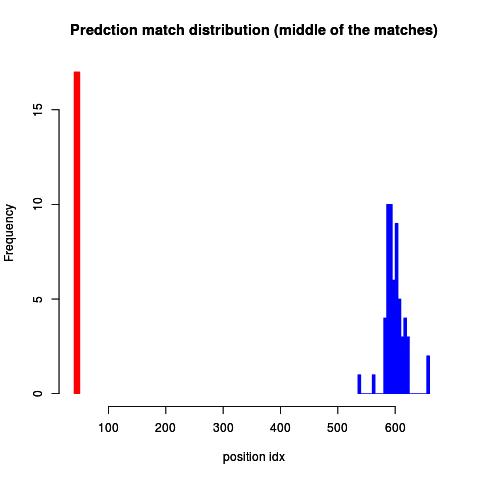 Predction match distribution (middle of the matches)
Frequency
15
10
5
0
100 200 300 400 500 600
position idx